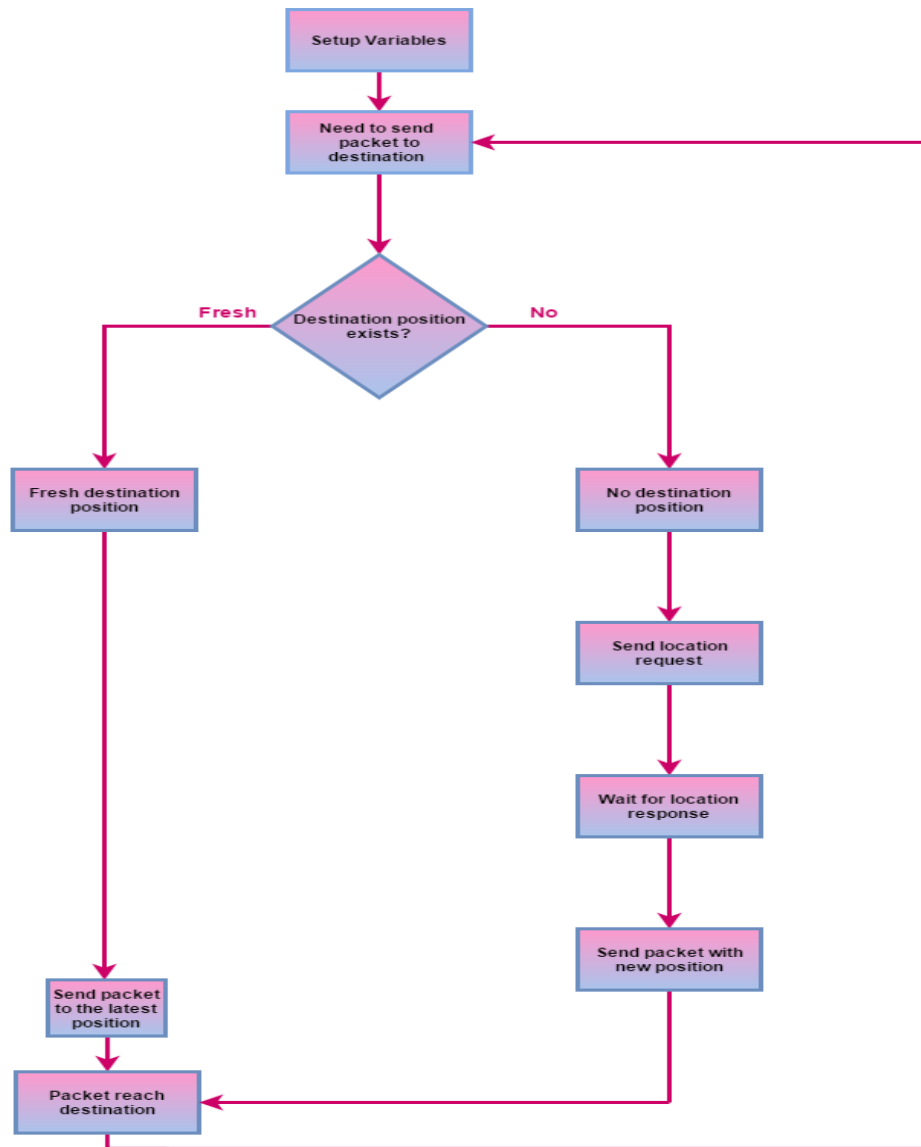 Setup Variables
Need to send
packet to
destination
Fresh
Destination position
exists?
No
Fresh destination
position
No destination
position
Send location
request
Wait for location
response
Send packet with
new position
Send packet
to the latest
position
Packet reach
destination